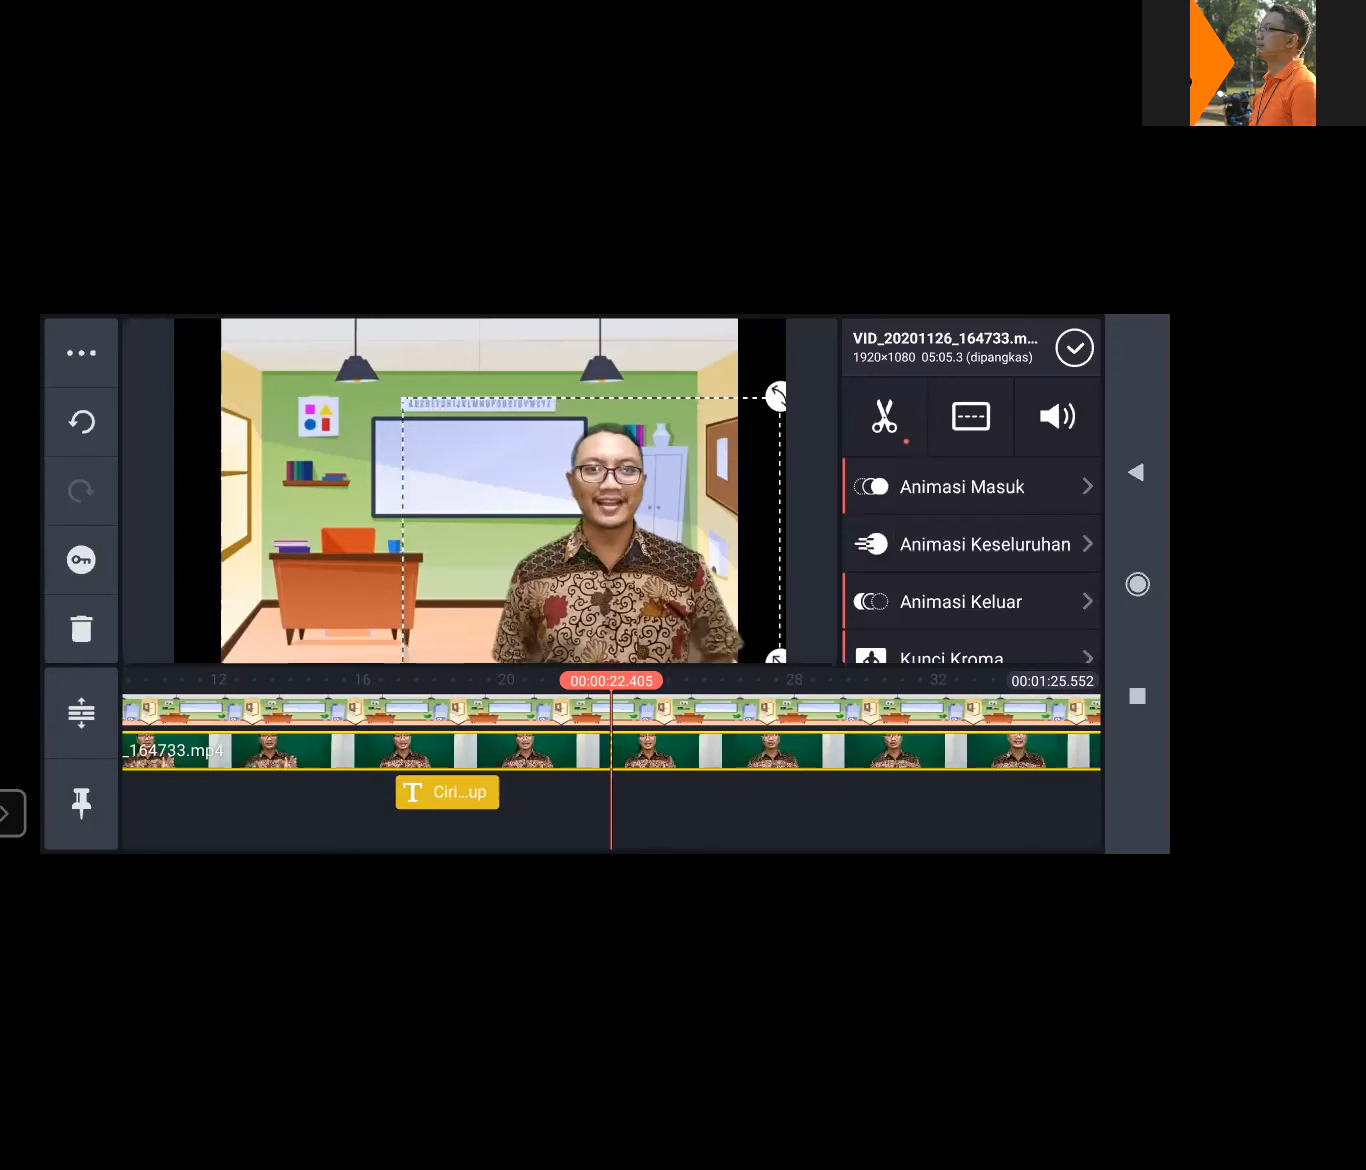 VID_20201126_164733.m...
1920×1080 05:05.3 (dipangkas)
Animasi Masuk
Animasi Keseluruhan
Animasi Keluar
Kunci Kroma
12
16
20
00:00:22.405
28
32
00:01:25.552
_164733.mp4
T Ciri...up